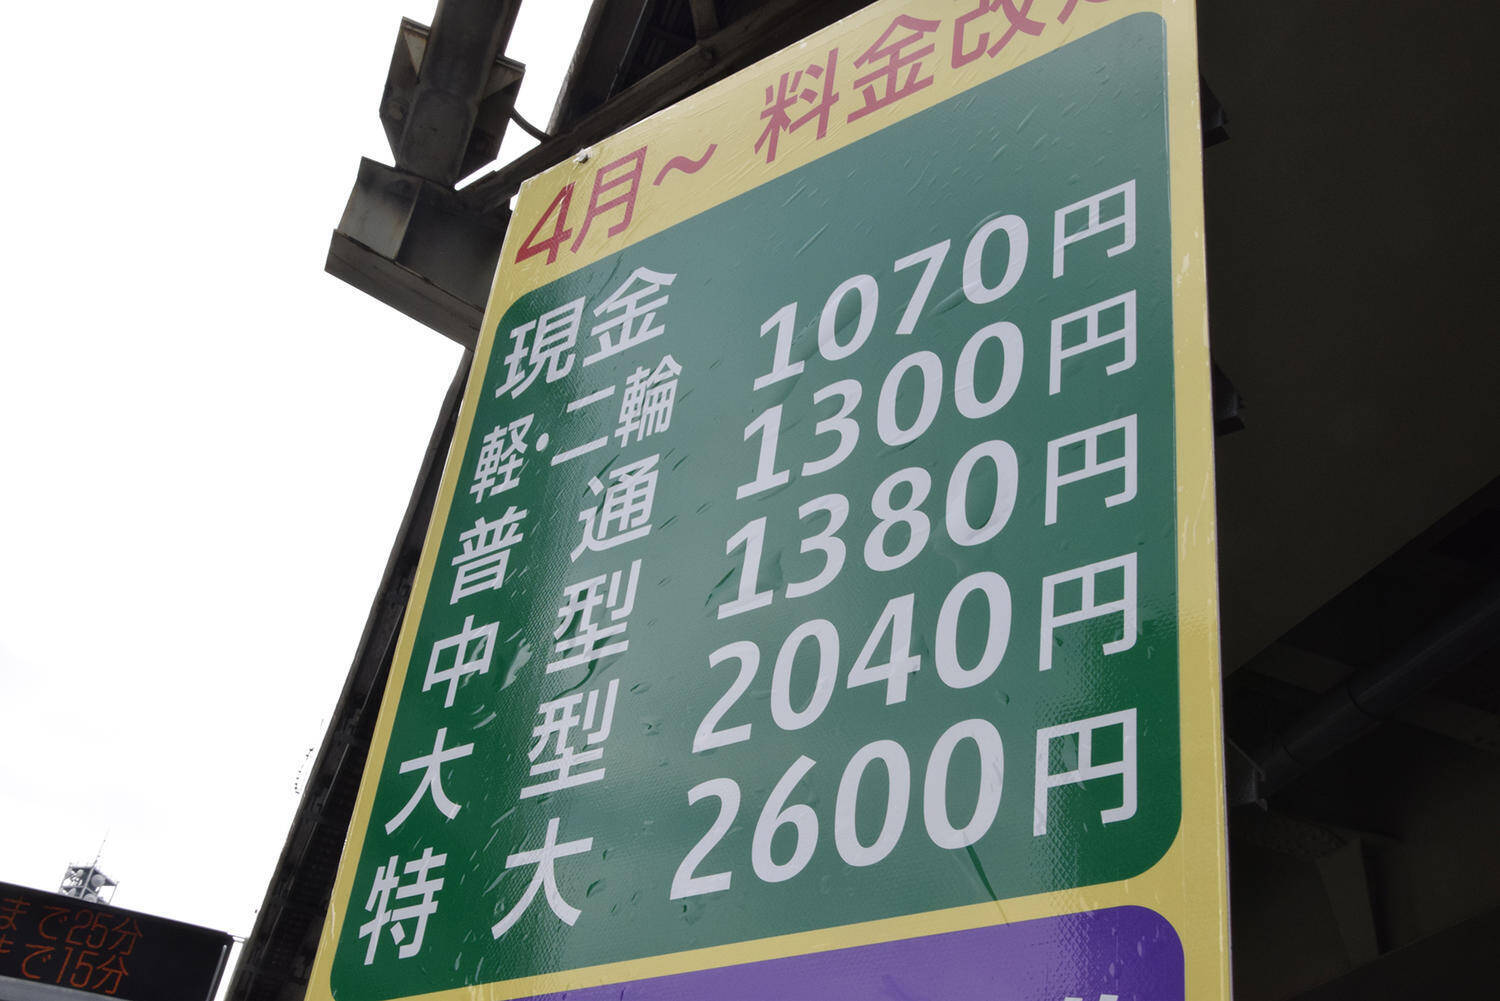 4月～ 料金改
現金
軽・二輪 1070円
普通 1300円
中型 1380円
大型 2040円
特大 2600円
まで25分
で15分